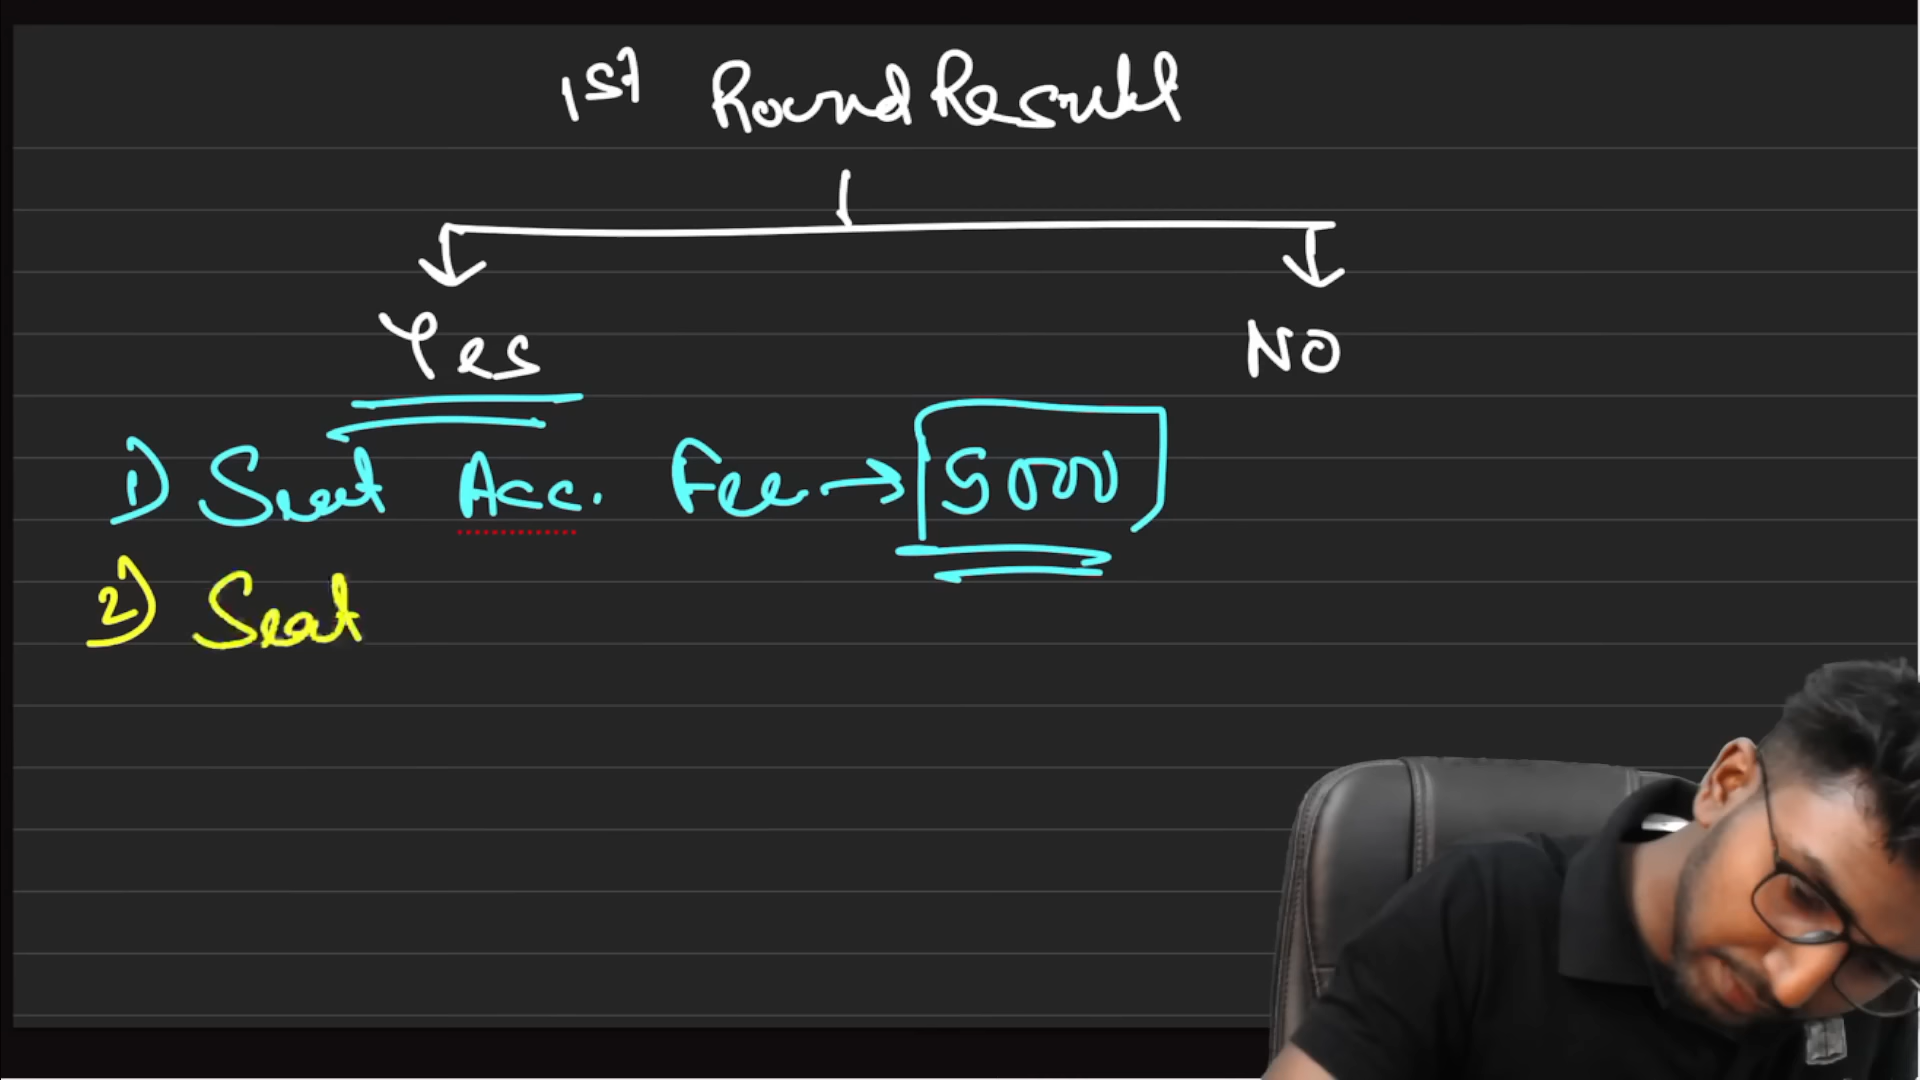 1st Round Result
Yes
NO
1) Seat Acc. Fee → 5000
2) Seat